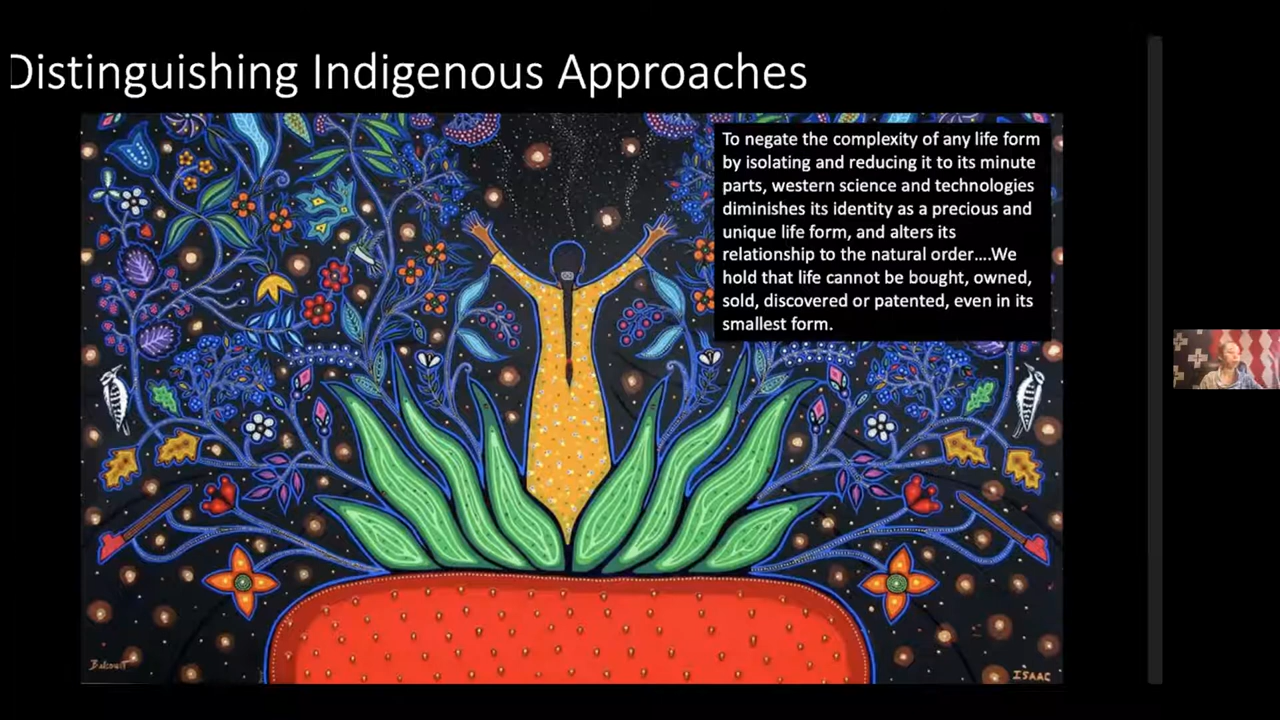 Distinguishing Indigenous Approaches
To negate the complexity of any life form
by isolating and reducing it to its minute
parts, western science and technologies
diminishes its identity as a precious and
unique life form, and alters its
relationship to the natural order....We
hold that life cannot be bought, owned,
sold, discovered or patented, even in its
smallest form.
Belcourt
ISAAC